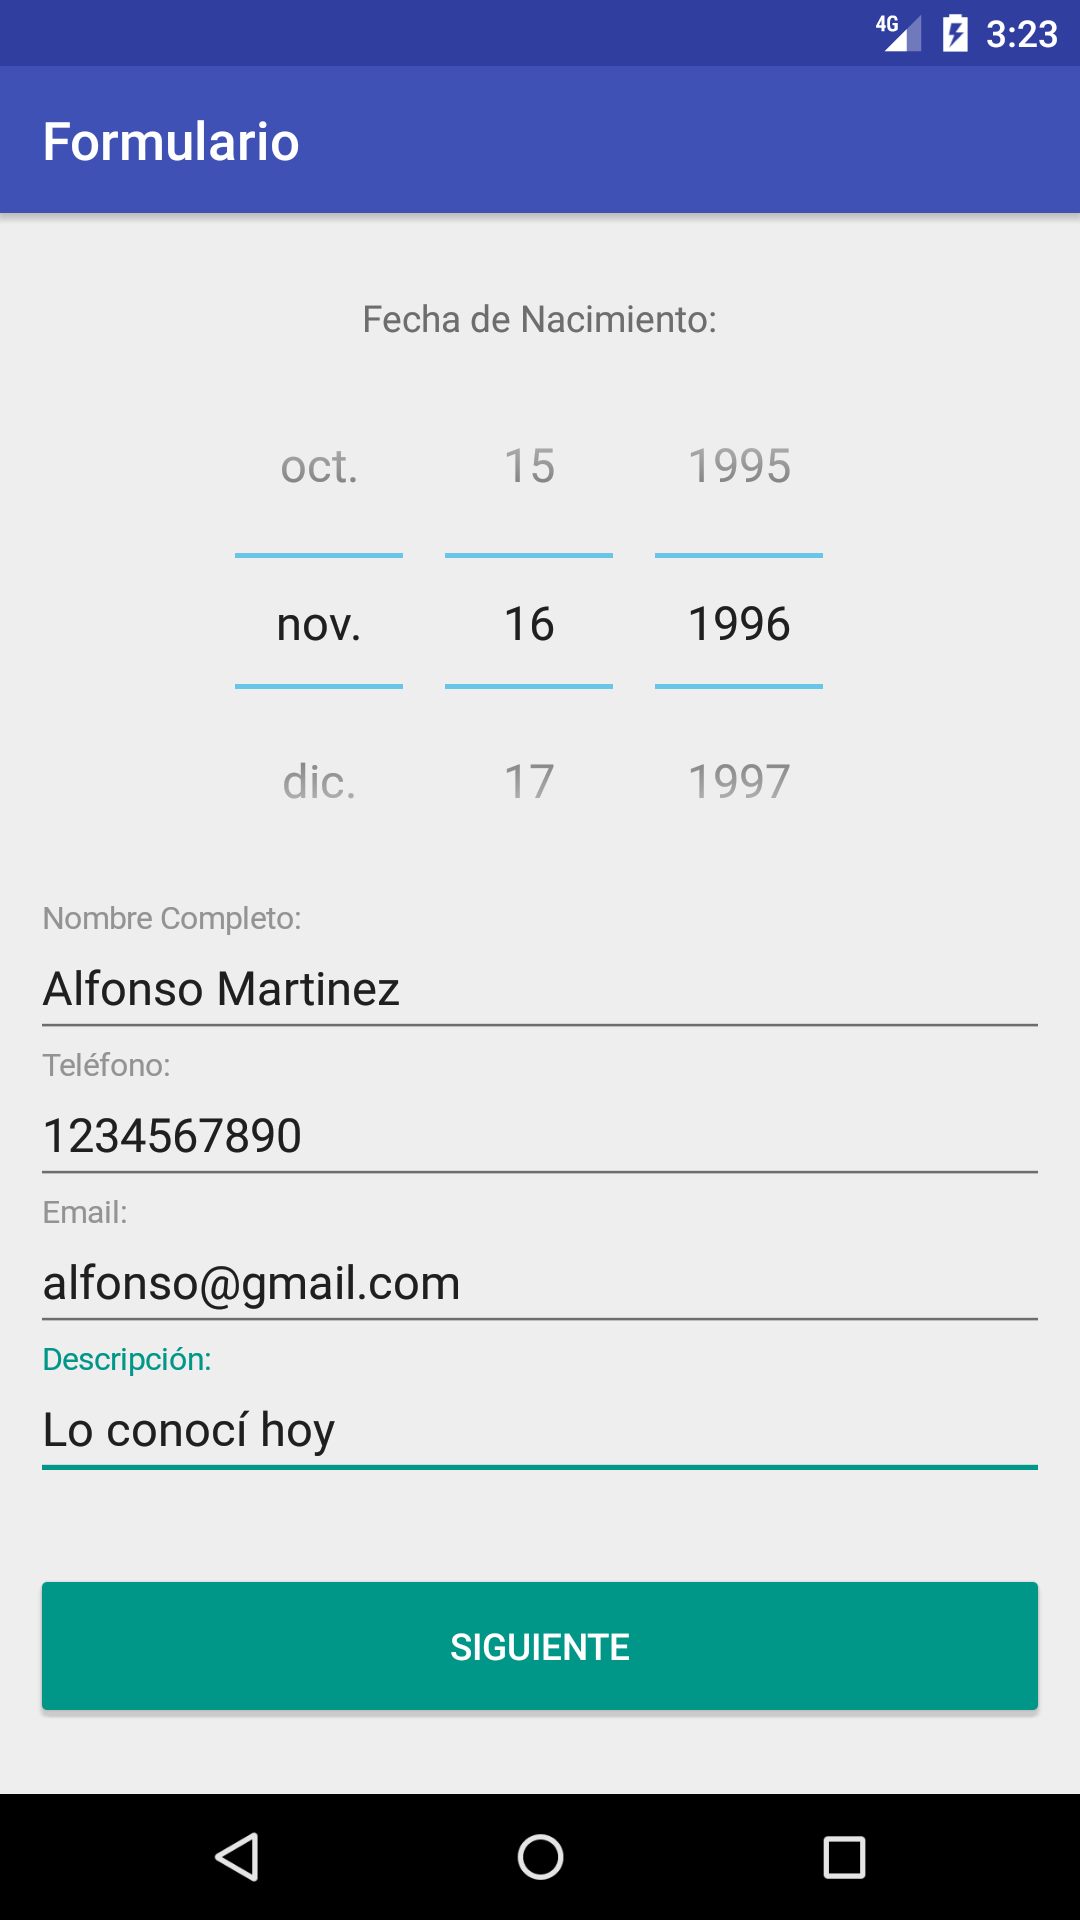 4G 3:23
Formulario
Fecha de Nacimiento:
oct. 15 1995
nov. 16 1996
dic. 17 1997
Nombre Completo:
Alfonso Martinez
Teléfono:
1234567890
Email:
alfonso@gmail.com
Descripción:
Lo conocí hoy
SIGUIENTE